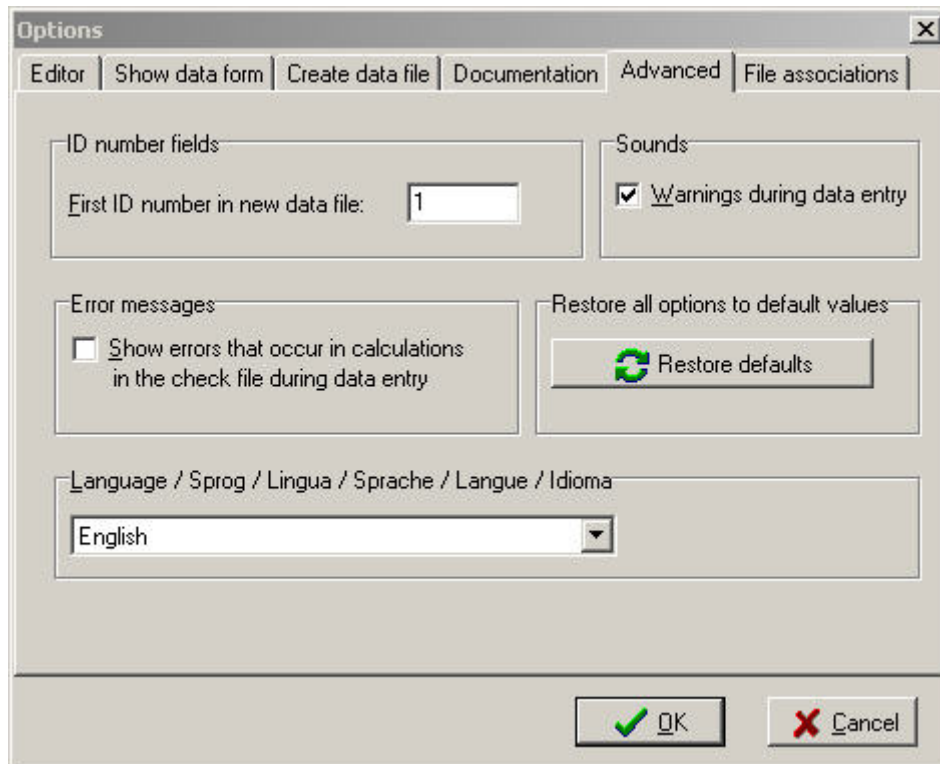 Options
Editor
Show data form
Create data file
Documentation
Advanced
File associations
ID number fields
First ID number in new data file:
1
Sounds
Warnings during data entry
Error messages
Show errors that occur in calculations
in the check file during data entry
Restore all options to default values
Restore defaults
Language / Sprog / Lingua / Sprache / Langue / Idioma
English
OK
Cancel